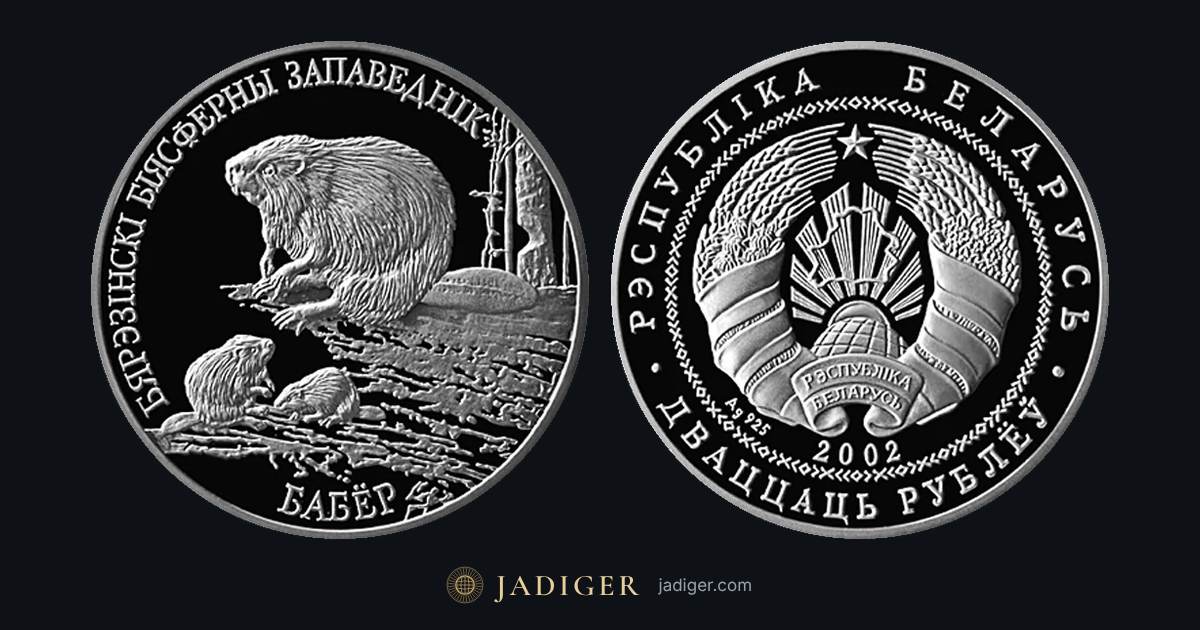 БЯРЭЗІНСКІ БІЯСФЕРНЫ ЗАПАВЕДНІК
БАБЁР
РЭСПУБЛІКА БЕЛАРУСЬ
РЭСПУБЛІКА
БЕЛАРУСЬ
Ag 925
2002
• ДВАЦЦАЦЬ РУБЛЁЎ •
JADIGER jadiger.com